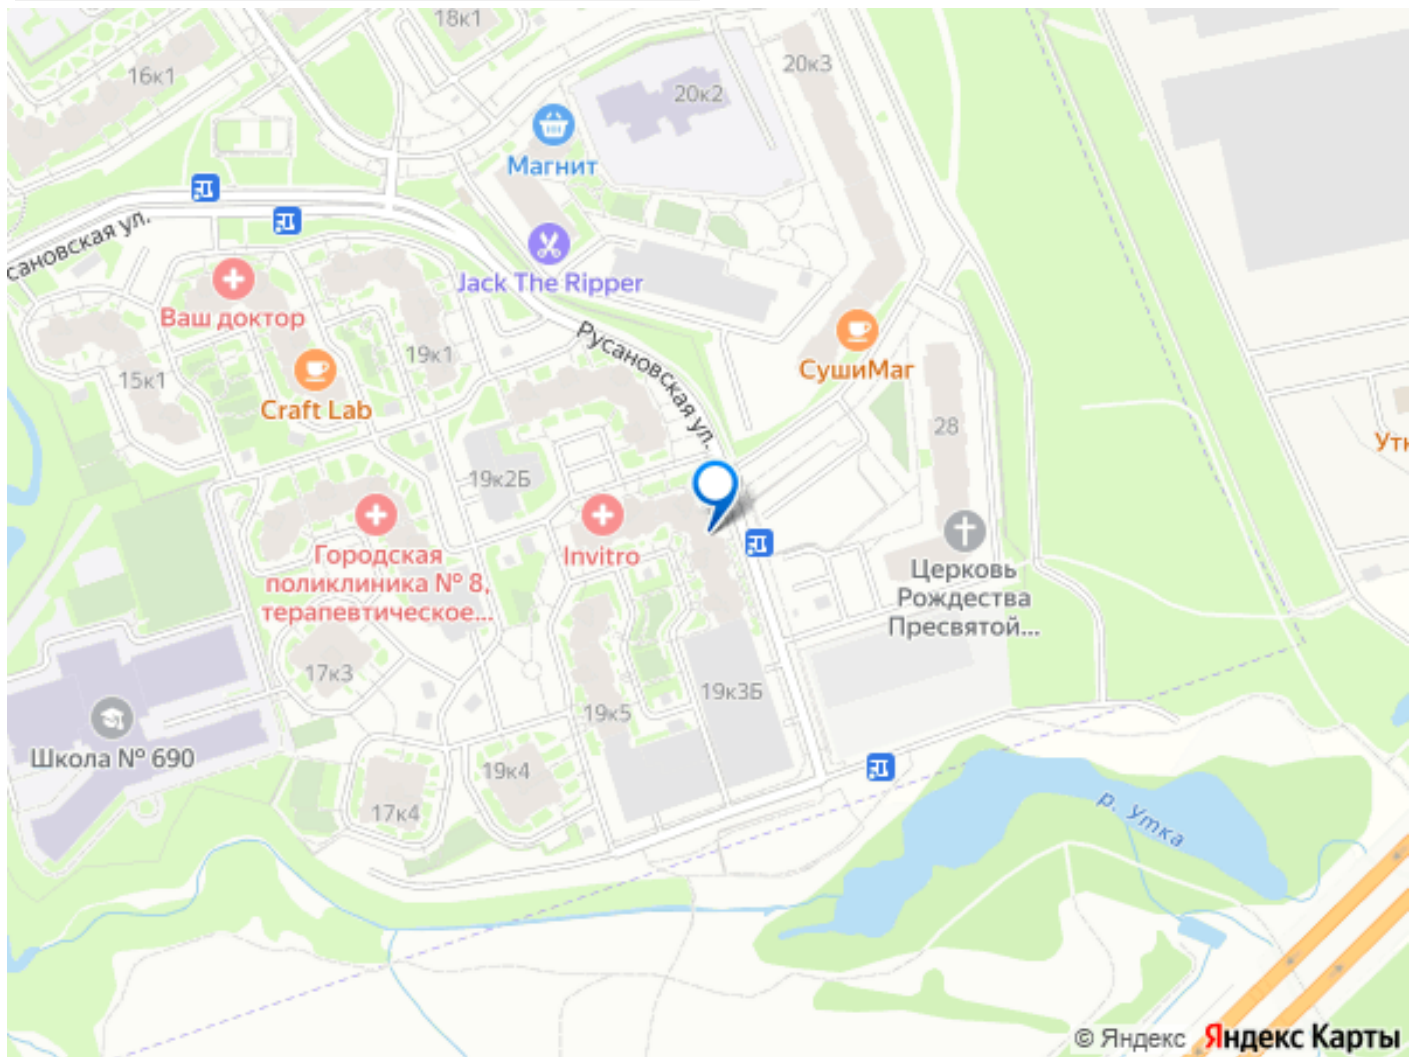 18к1
20к3
16к1
20к2
Магнит
сановская ул.
Jack The Ripper
Ваш доктор
Русановская ул.
19к1
СушиМаг
15к1
Craft Lab
28
Утк
19к2Б
Городская
поликлиника № 8,
терапевтическое...
Invitro
Церковь
Рождества
Пресвятой...
17к3
19к3Б
19к5
Школа № 690
19к4
17к4
р. Утка
© Яндекс Яндекс Карты